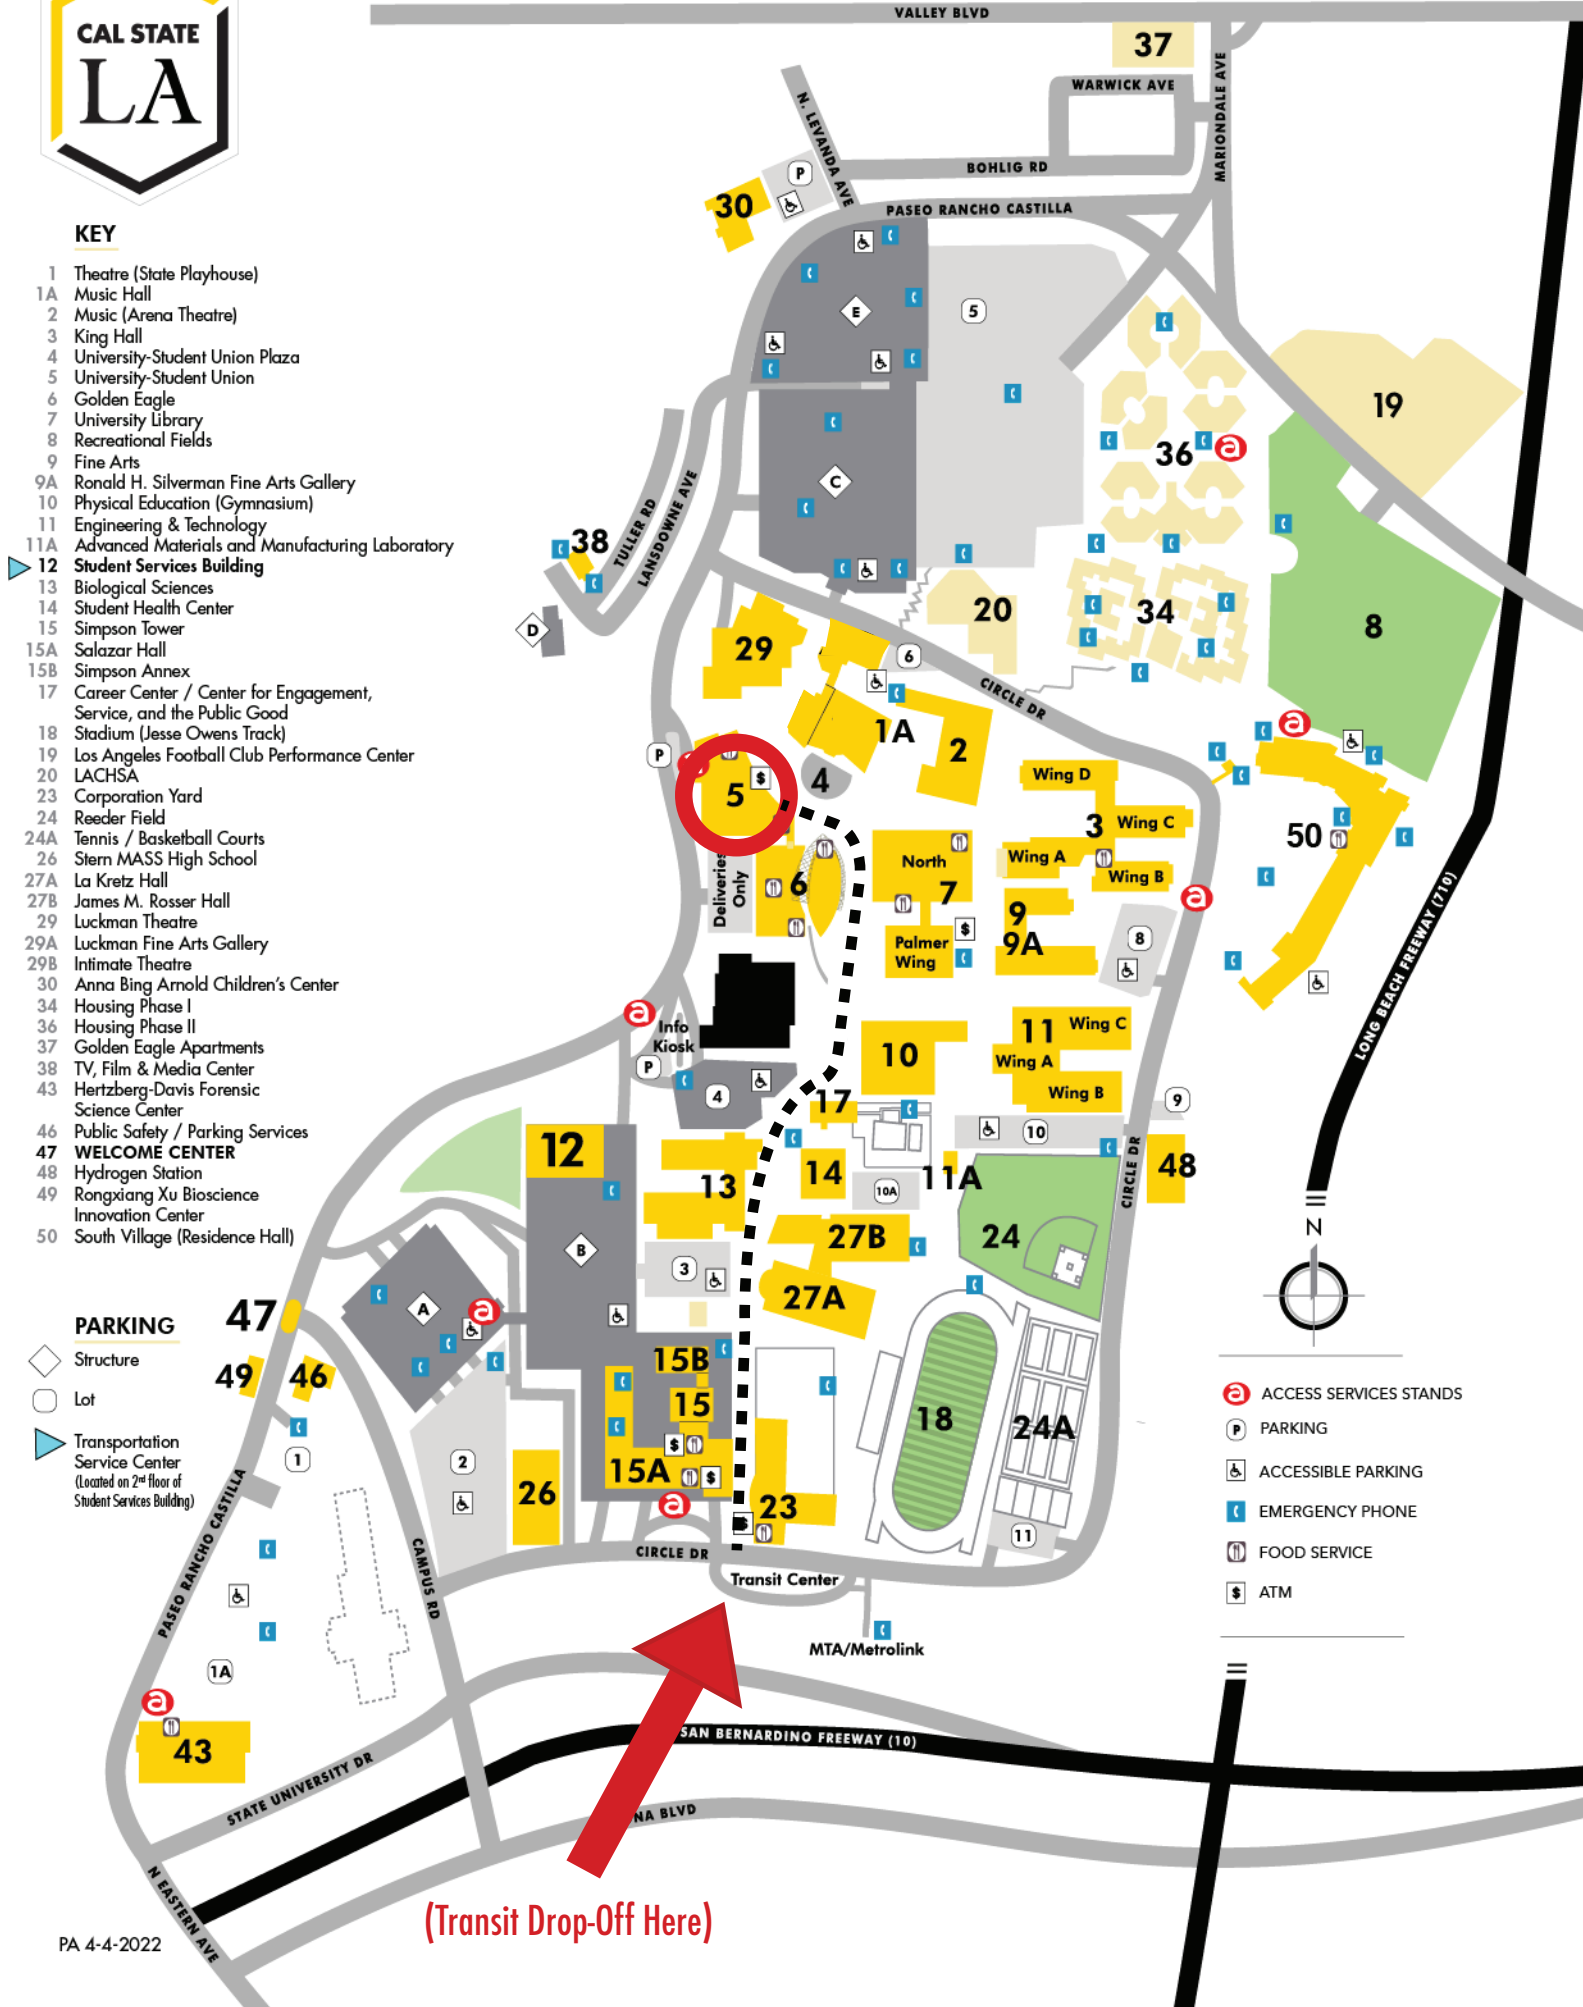 CAL STATE
LA
KEY
1 Theatre (State Playhouse)
1A Music Hall
2 Music (Arena Theatre)
3 King Hall
4 University-Student Union Plaza
5 University-Student Union
6 Golden Eagle
7 University Library
8 Recreational Fields
9 Fine Arts
9A Ronald H. Silverman Fine Arts Gallery
10 Physical Education (Gymnasium)
11 Engineering & Technology
11A Advanced Materials and Manufacturing Laboratory
12 Student Services Building
13 Biological Sciences
14 Student Health Center
15 Simpson Tower
15A Salazar Hall
15B Simpson Annex
17 Career Center / Center for Engagement,
Service, and the Public Good
18 Stadium (Jesse Owens Track)
19 Los Angeles Football Club Performance Center
20 LACHSA
23 Corporation Yard
24 Reeder Field
24A Tennis / Basketball Courts
26 Stern MASS High School
27A La Kretz Hall
27B James M. Rosser Hall
29 Luckman Theatre
29A Luckman Fine Arts Gallery
29B Intimate Theatre
30 Anna Bing Arnold Children's Center
34 Housing Phase I
36 Housing Phase II
37 Golden Eagle Apartments
38 TV, Film & Media Center
43 Hertzberg-Davis Forensic
Science Center
46 Public Safety / Parking Services
47 WELCOME CENTER
48 Hydrogen Station
49 Rongxiang Xu Bioscience
Innovation Center
50 South Village (Residence Hall)
PARKING
Structure
Lot
Transportation
Service Center
(Located on 2nd floor of
Student Services Building)
PA 4-4-2022
VALLEY BLVD
37
WARWICK AVE
MARIONDALE AVE
N. LEVANDA AVE
BOHLIG RD
P
30
PASEO RANCHO CASTILLA
E
5
19
36
a
C
TULLER RD
LANSDOWNE AVE
38
D
20
34
8
29
6
CIRCLE DR
1A
2
a
P
5
$
4
Wing D
3
Wing C
Wing A
Wing B
50
Deliveries
Only
6
North
7
Palmer
Wing
$
9
9A
8
a
LONG BEACH FREEWAY (710)
a
Info
Kiosk
P
4
10
11
Wing C
Wing A
Wing B
17
9
10
12
13
14
10A
11A
48
CIRCLE DR
B
3
27B
27A
24
N
A
a
47
49
46
1
15B
15
$
15A
$
a
2
26
23
$
18
24A
11
CIRCLE DR
Transit Center
MTA/Metrolink
PASEO RANCHO CASTILLA
CAMPUS RD
1A
a
43
STATE UNIVERSITY DR
SAN BERNARDINO FREEWAY (10)
NA BLVD
N EASTERN AVE
(Transit Drop-Off Here)
a ACCESS SERVICES STANDS
P PARKING
ACCESSIBLE PARKING
EMERGENCY PHONE
FOOD SERVICE
$ ATM